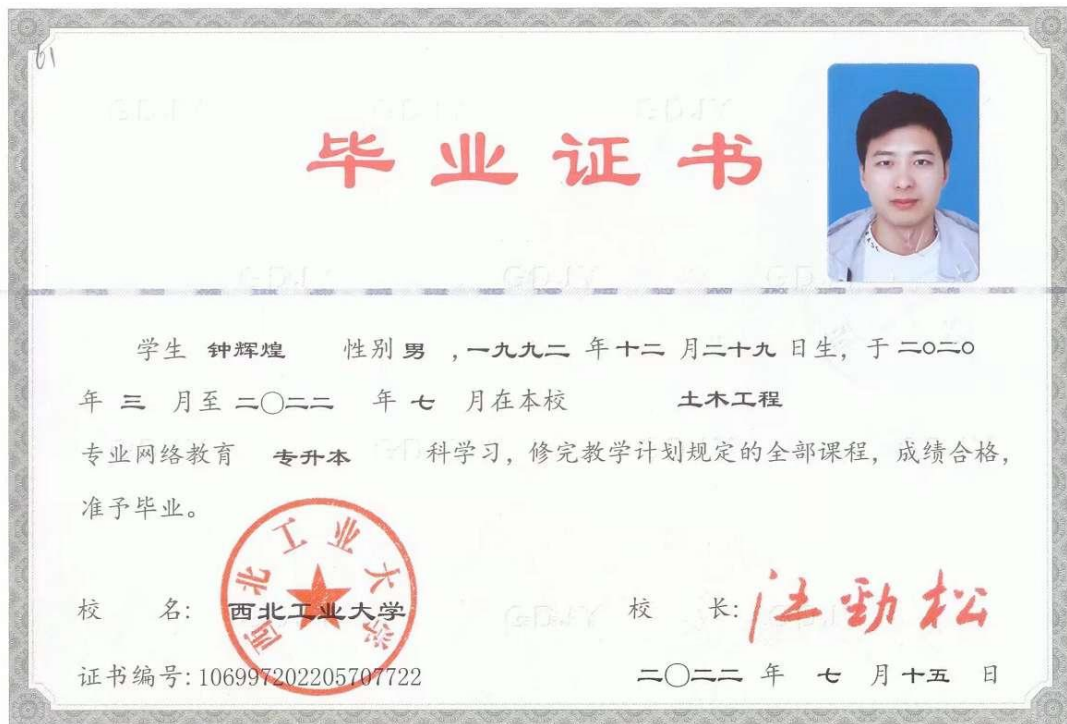 01
毕业证书
学生 钟辉煌 性别 男 ,一九九二 年 十二 月 二十九 日生, 于 二〇二〇
年 三 月至 二〇二二 年 七 月在本校 土木工程
专业网络教育 专升本 科学习, 修完教学计划规定的全部课程, 成绩合格,
准予毕业。
西北工业大学
校 名: 西北工业大学 校 长: 汪劲松
证书编号: 106997202205707722 二〇二二 年 七 月 十五 日